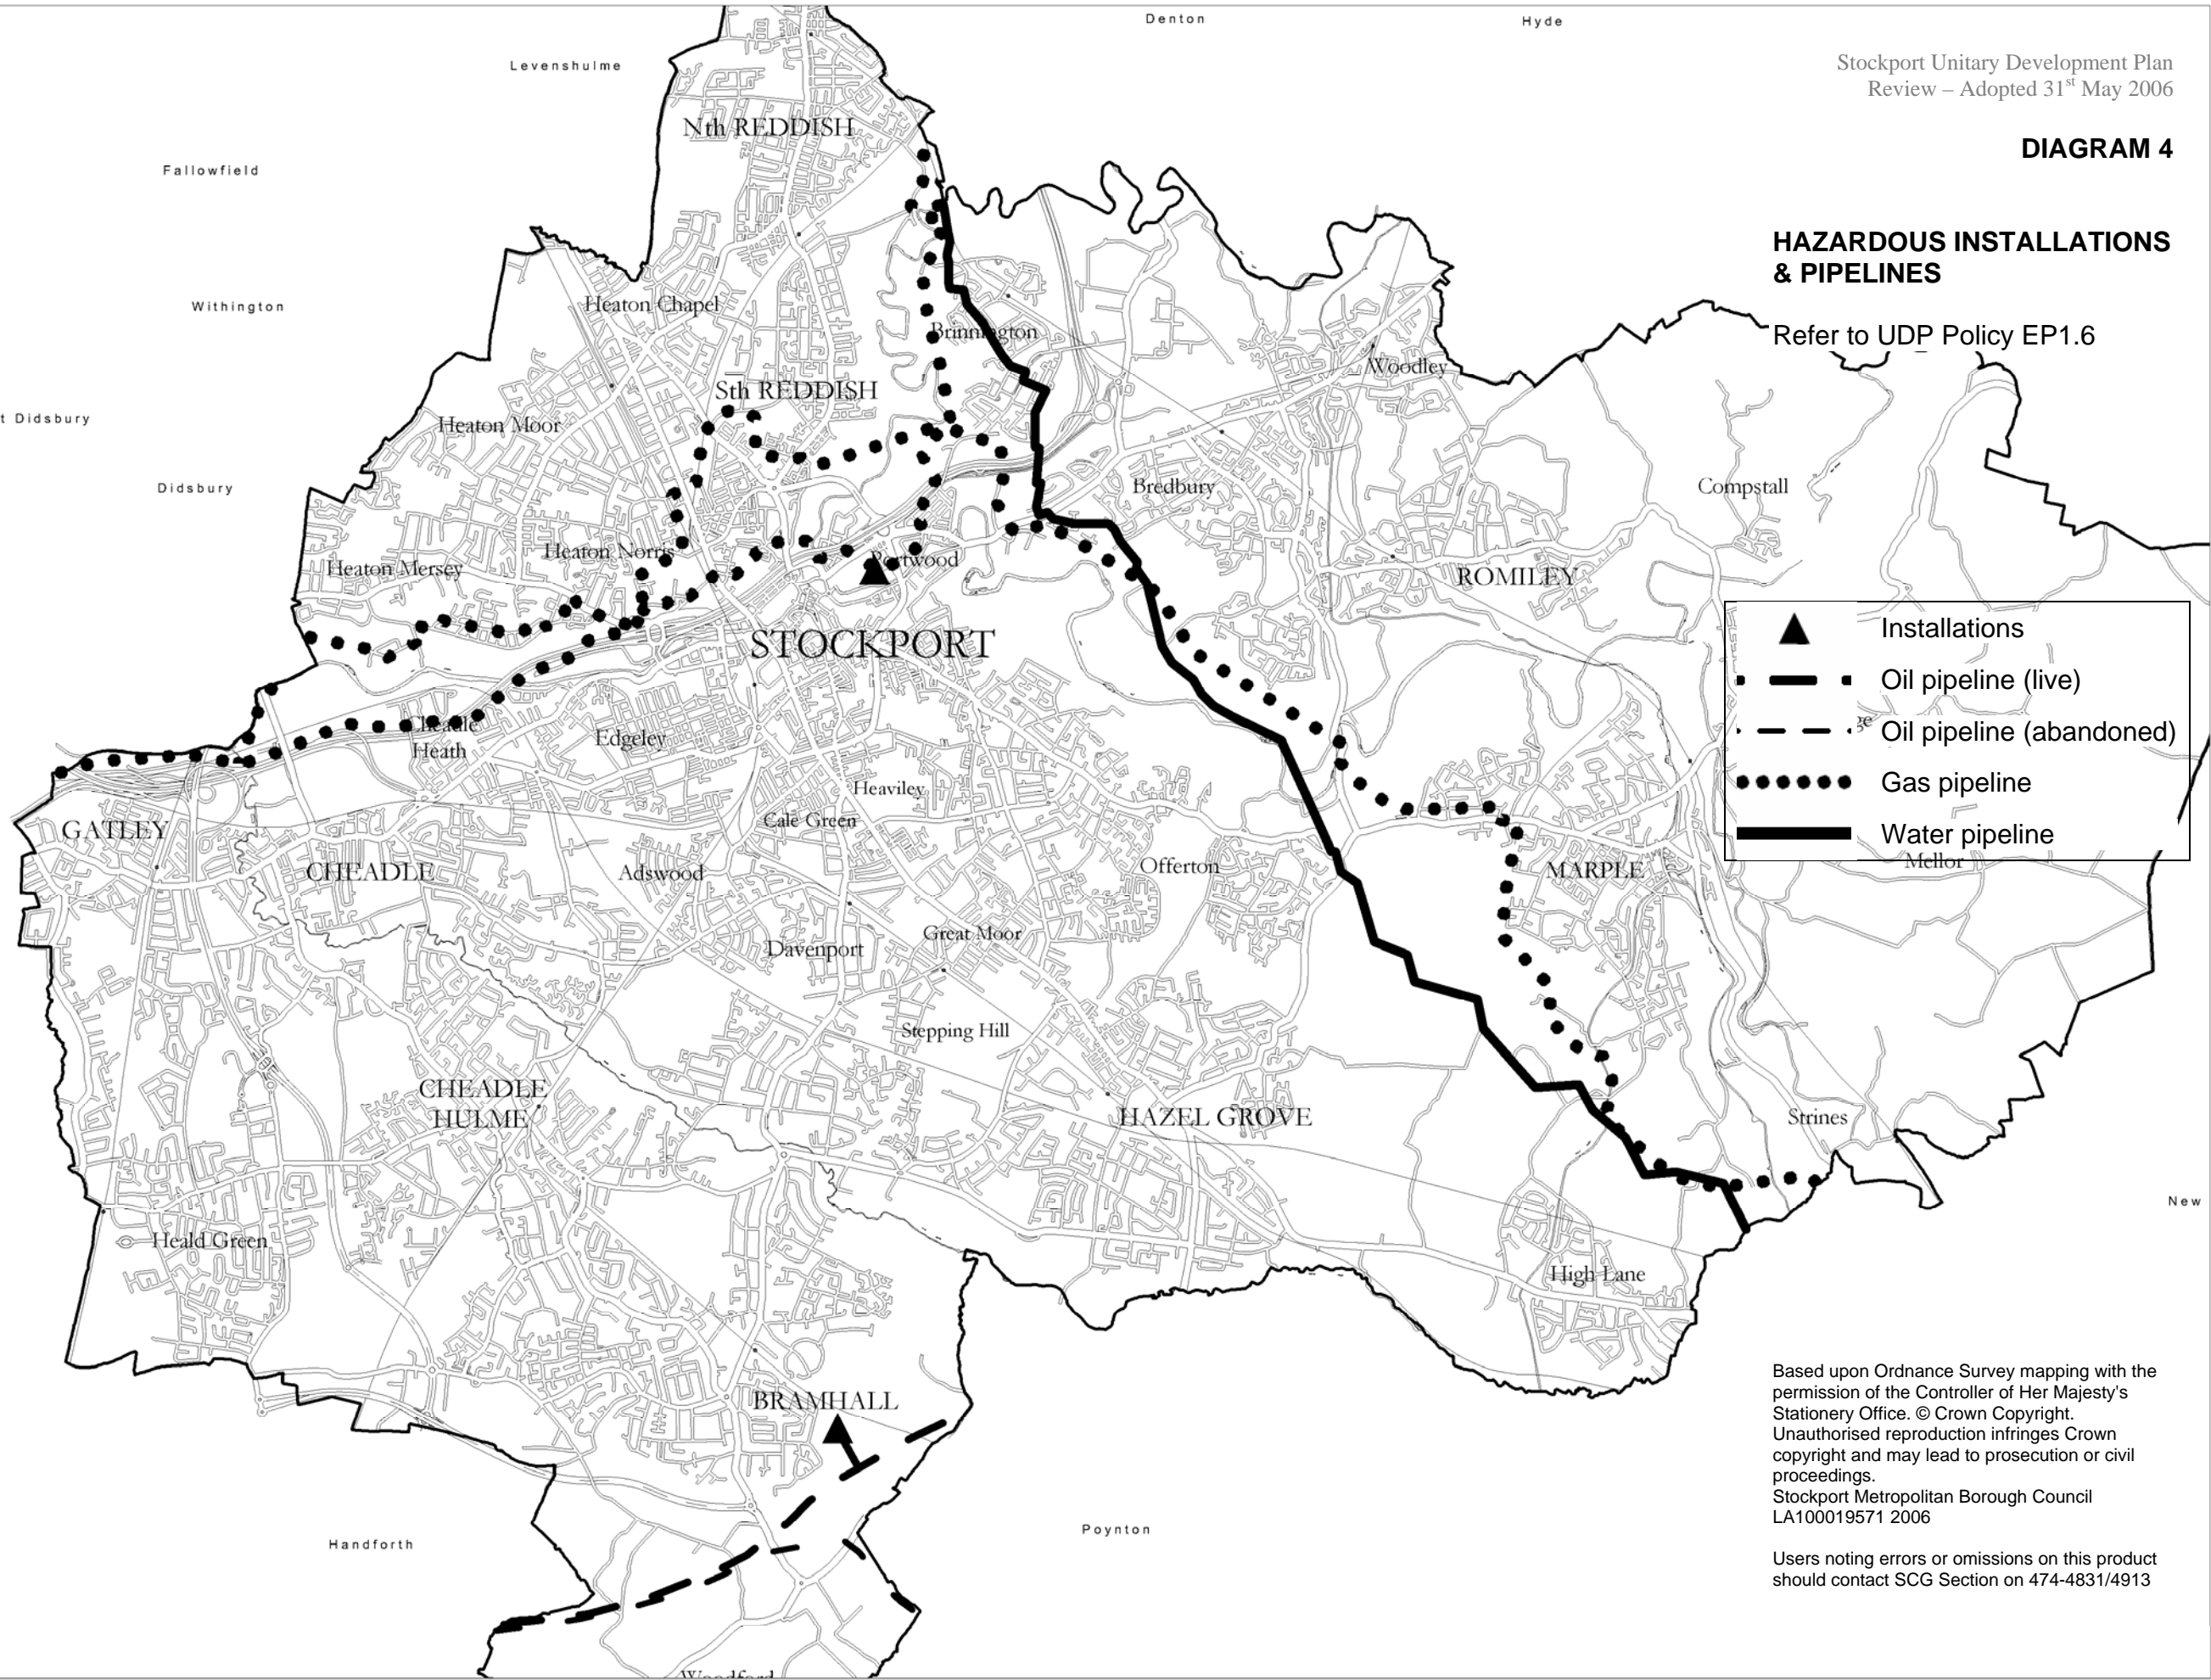 Denton
Hyde
Levenshulme
Stockport Unitary Development Plan
Review – Adopted 31st May 2006
Nth REDDISH
DIAGRAM 4
Fallowfield
HAZARDOUS INSTALLATIONS
& PIPELINES
Withington
Heaton Chapel
Brinnington
Refer to UDP Policy EP1.6
Woodley
Sth REDDISH
t Didsbury
Heaton Moor
Didsbury
Bredbury
Compstall
Heaton Norris
Portwood
Heaton Mersey
ROMILEY
STOCKPORT
Installations
Oil pipeline (live)
ge
Oil pipeline (abandoned)
Gas pipeline
Water pipeline
Cheadle
Heath
Edgeley
Heaviley
Cale Green
GATLEY
CHEADLE
Adswood
Offerton
MARPLE
Mellor
Davenport
Great Moor
Stepping Hill
CHEADLE
HULME
HAZEL GROVE
Strines
New
Heald Green
High Lane
BRAMHALL
Based upon Ordnance Survey mapping with the
permission of the Controller of Her Majesty's
Stationery Office. © Crown Copyright.
Unauthorised reproduction infringes Crown
copyright and may lead to prosecution or civil
proceedings.
Stockport Metropolitan Borough Council
LA100019571 2006
Handforth
Poynton
Users noting errors or omissions on this product
should contact SCG Section on 474-4831/4913
Woodford